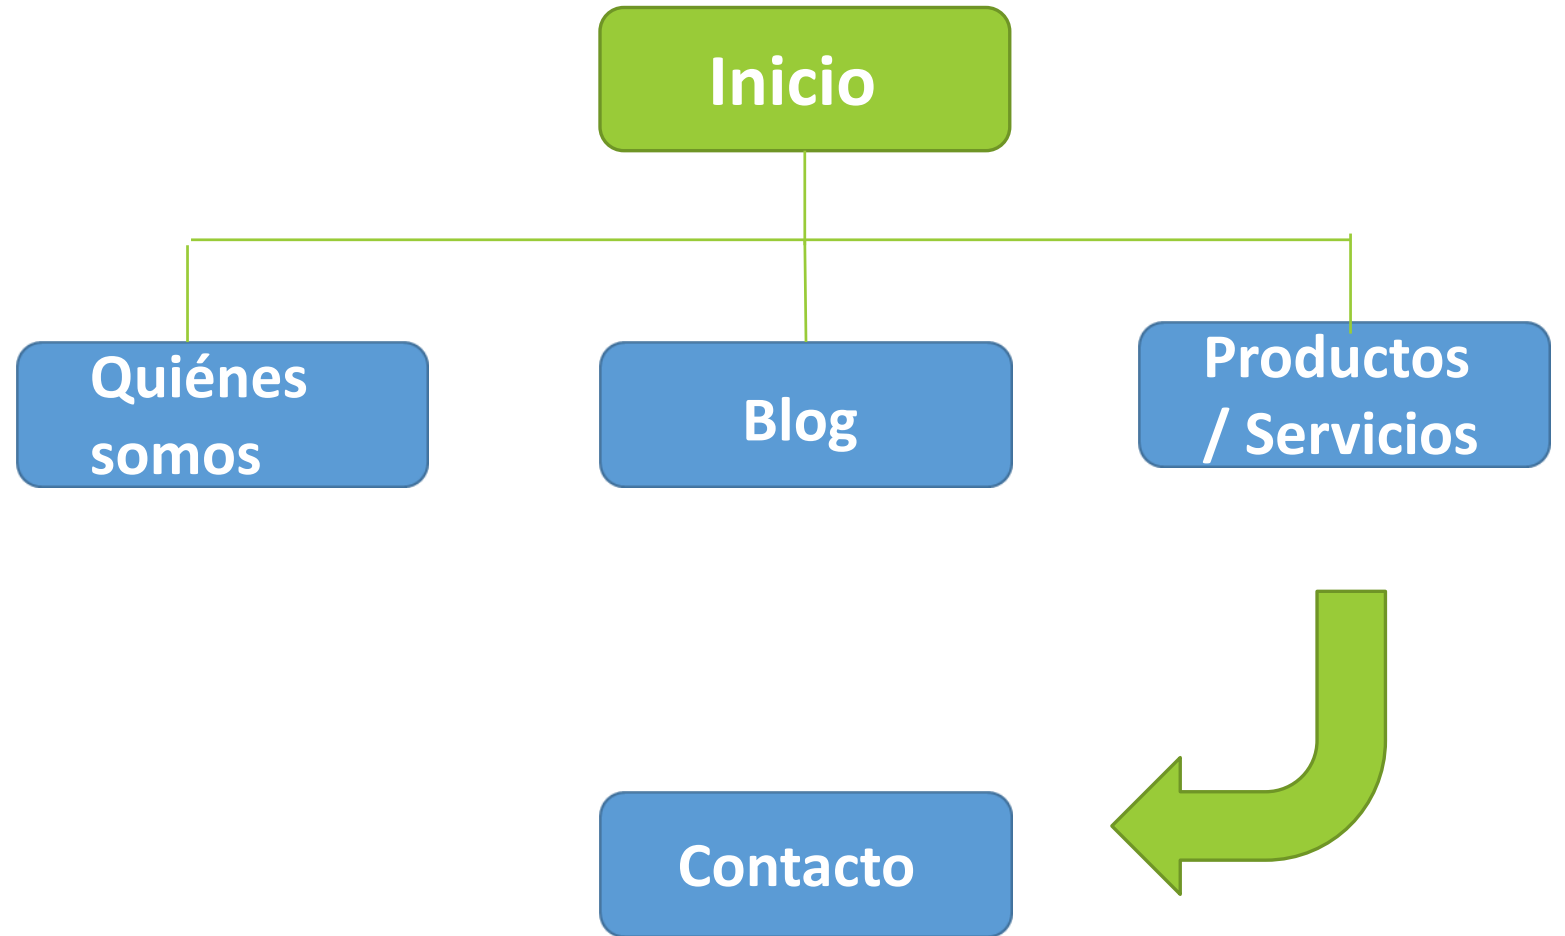 Inicio
Quiénes
somos
Blog
Productos
/ Servicios
Contacto